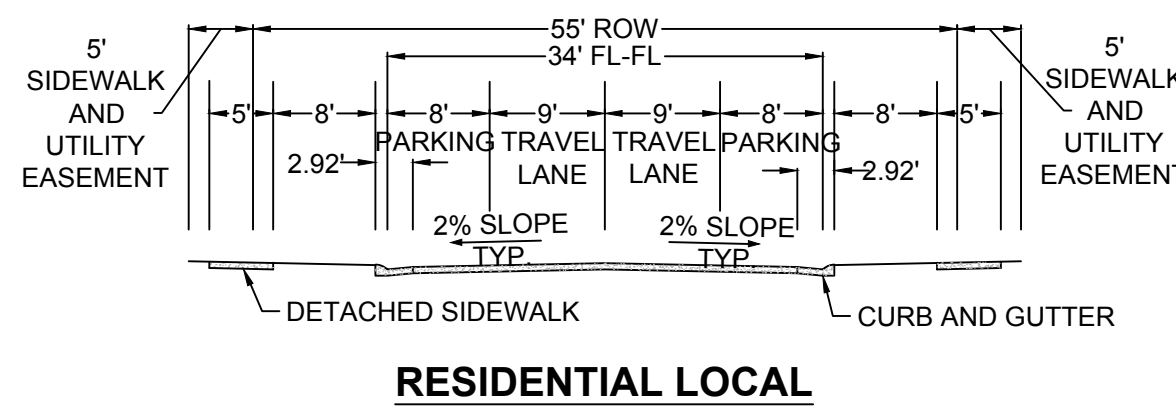 55' ROW
34' FL-FL
5'
SIDEWALK
AND
UTILITY
EASEMENT
5'
SIDEWALK
AND
UTILITY
EASEMENT
5' 8' 8' 9' 9' 8' 8' 5'
PARKING TRAVEL LANE TRAVEL LANE PARKING
2.92' 2.92'
2% SLOPE
TYP.
2% SLOPE
TYP
DETACHED SIDEWALK
CURB AND GUTTER
RESIDENTIAL LOCAL